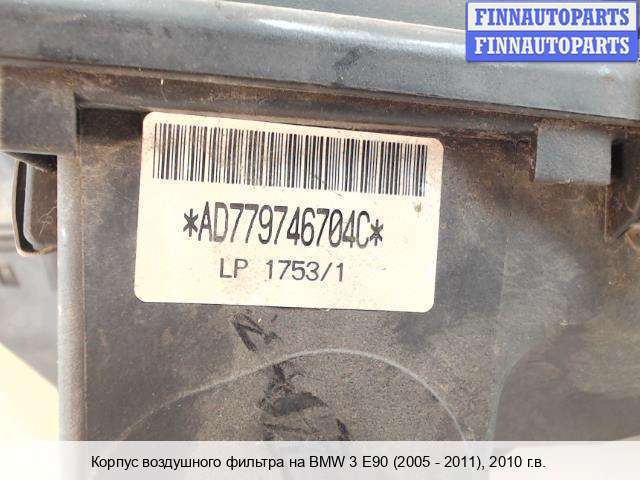 FINNAUTOPARTS
FINNAUTOPARTS
*AD779746704C*
LP 1753/1
Корпус воздушного фильтра на BMW 3 E90 (2005 - 2011), 2010 г.в.